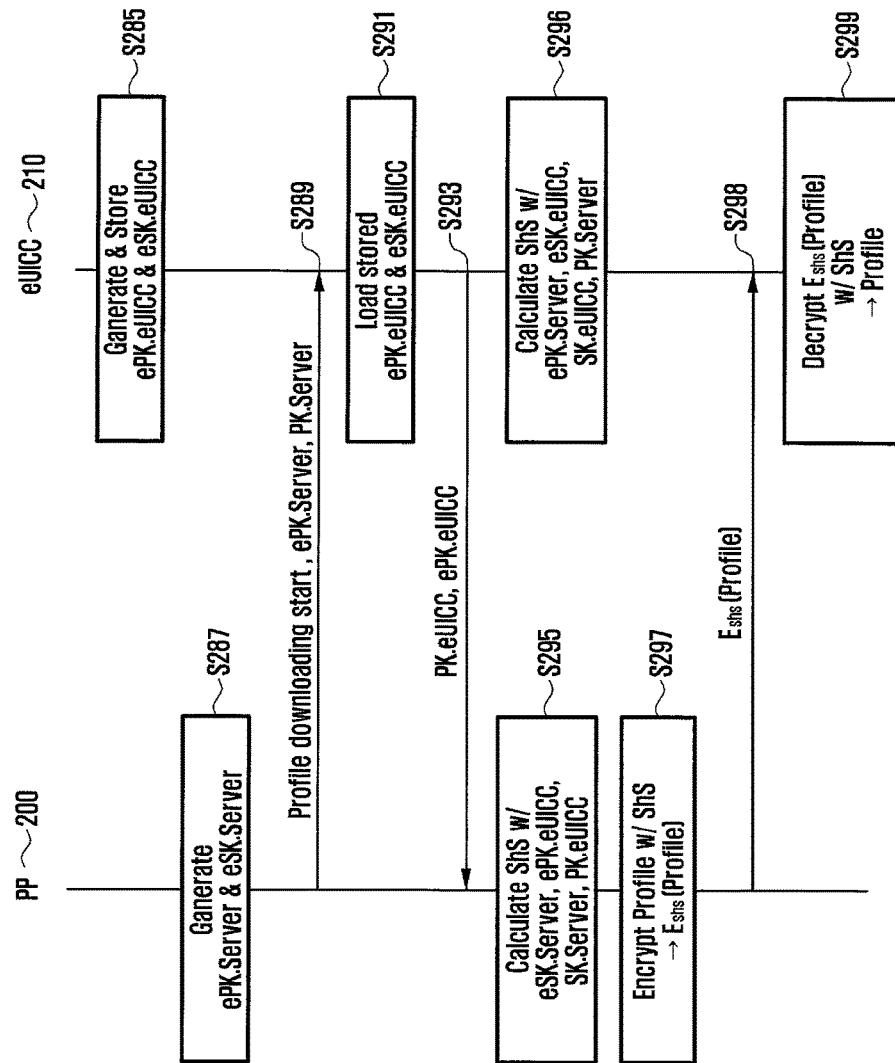 PP ~ 200
eUICC ~ 210
Ganerate & Store
ePK.eUICC & eSK.eUICC
S285
Ganerate
ePK.Server & eSK.Server
S287
Profile downloading start, ePK.Server, PK.Server
S289
Load stored
ePK.eUICC & eSK.eUICC
S291
PK.eUICC, ePK.eUICC
S293
Calculate ShS w/
eSK.Server, ePK.eUICC,
SK.Server, PK.eUICC
S295
Calculate ShS w/
ePK.Server, eSK.eUICC,
SK.eUICC, PK.Server
S296
Encrypt Profile w/ ShS
→ Eshs (Profile)
S297
Eshs (Profile)
S298
Decrypt Eshs (Profile)
w/ ShS
→ Profile
S299